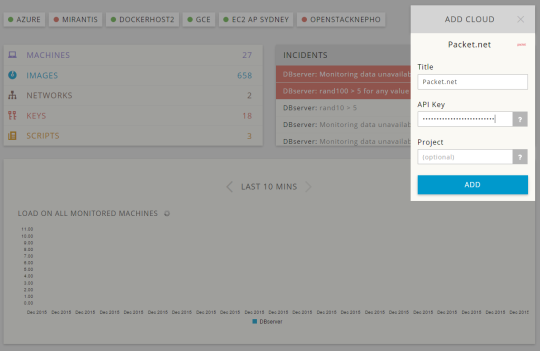 AZURE MIRANTIS DOCKERHOST2 GCE EC2 AP SYDNEY OPENSTACKNEPHO
MACHINES 27
IMAGES 658
NETWORKS 2
KEYS 18
SCRIPTS 3
INCIDENTS
DBserver: Monitoring data unavailab
DBserver: rand100 > 5 for any value
DBserver: rand10 > 5
DBserver: Monitoring data unavailab
DBserver: Monitoring data unavailab
ADD CLOUD
Packet.net
Title
Packet.net
API Key
?
Project
(optional) ?
ADD
LAST 10 MINS
LOAD ON ALL MONITORED MACHINES
11.00
10.00
9.00
8.00
7.00
6.00
5.00
4.00
3.00
2.00
1.00
0.00
Dec 2015 Dec 2015 Dec 2015 Dec 2015 Dec 2015 Dec 2015 Dec 2015 Dec 2015 Dec 2015 Dec 2015 Dec 2015 Dec 2015 Dec 2015 Dec 2015 Dec 2015 Dec 2015 Dec 2015 Dec 2015 Dec 2015 Dec 2015 Dec 2015
DBserver